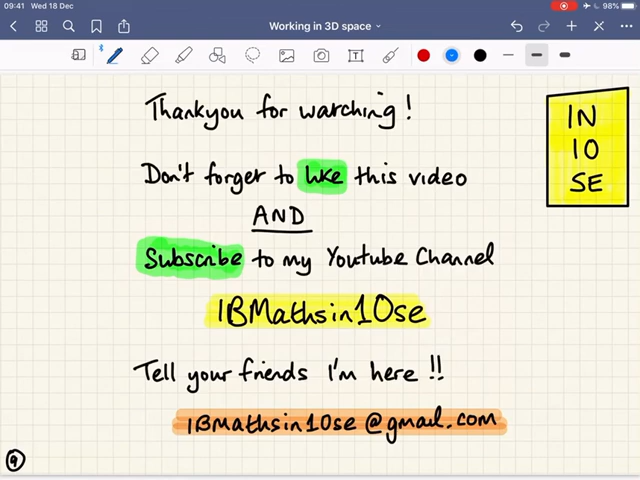 09:41 Wed 18 Dec
98%
Working in 3D space
Thankyou for watching!
IN
10
SE
Don't forget to like this video
AND
Subscribe to my Youtube Channel
IBMathsin10se
Tell your friends I'm here!!
IBmathsin10se@gmail.com
9